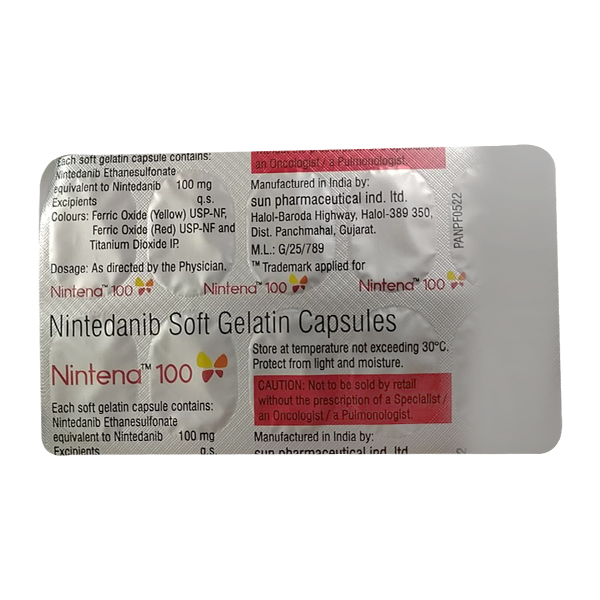 Each soft gelatin capsule contains:
Nintedanib Ethanesulfonate
equivalent to Nintedanib 100 mg
Excipients q.s.
Colours: Ferric Oxide (Yellow) USP-NF,
Ferric Oxide (Red) USP-NF and
Titanium Dioxide IP.
Dosage: As directed by the Physician.
an Oncologist / a Pulmonologist.
Manufactured in India by:
sun pharmaceutical ind. ltd.
Halol-Baroda Highway, Halol-389 350,
Dist. Panchmahal, Gujarat.
M.L.: G/25/789
™ Trademark applied for
PANPF0522
Nintena™ 100
Nintena™ 100
Nintena™ 100
Nintedanib Soft Gelatin Capsules
Nintena™ 100
Each soft gelatin capsule contains:
Nintedanib Ethanesulfonate
equivalent to Nintedanib 100 mg
Excipients q.s.
Store at temperature not exceeding 30°C.
Protect from light and moisture.
CAUTION: Not to be sold by retail
without the prescription of a Specialist /
an Oncologist / a Pulmonologist.
Manufactured in India by:
sun pharmaceutical ind. ltd.
2